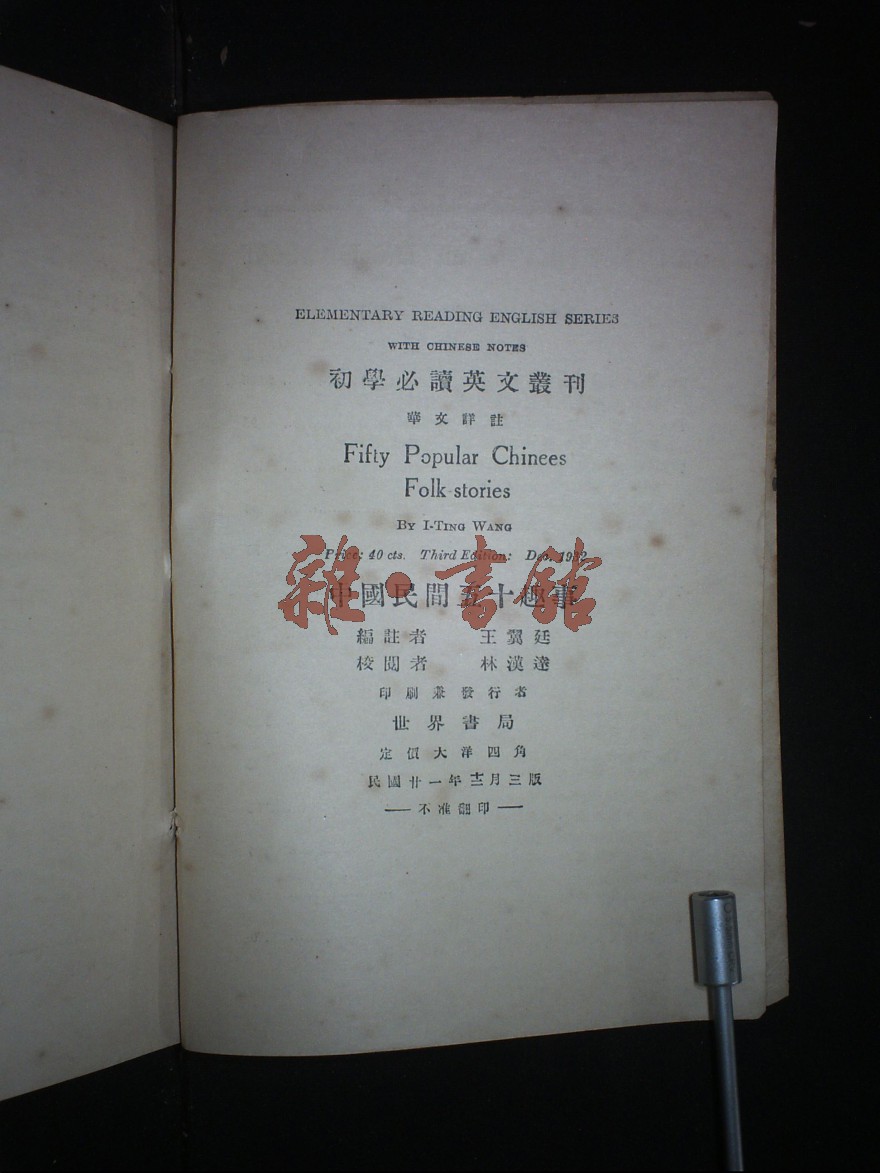 ELEMENTARY READING ENGLISH SERIES
WITH CHINESE NOTES
初學必讀英文叢刊
華文詳註
Fifty Popular Chinees
Folk-stories
BY I-TING WANG
Price: 40 cts. Third Edition: Dec. 1932
中國民間五十趣事
雜·書館
編註者 王翼廷
校閱者 林漢達
印刷兼發行者
世界書局
定價大洋四角
民國廿一年十二月三版
——不准翻印——